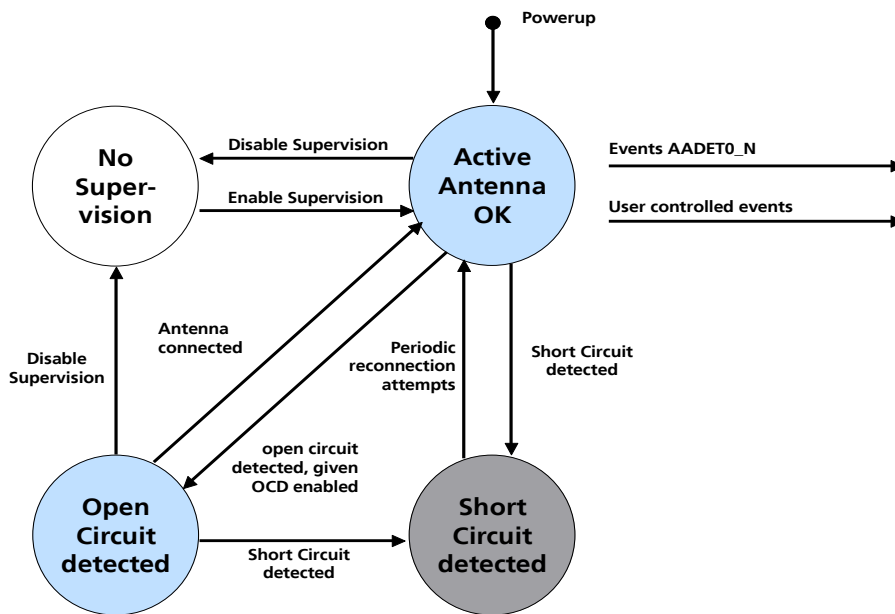 Powerup
Disable Supervision
No
Super-
vision
Active
Antenna
OK
Events AADET0_N
Enable Supervision
User controlled events
Antenna
connected
Periodic
reconnection
attempts
Short Circuit
detected
Disable
Supervision
open circuit
detected, given
OCD enabled
Open
Circuit
detected
Short
Circuit
detected
Short Circuit
detected